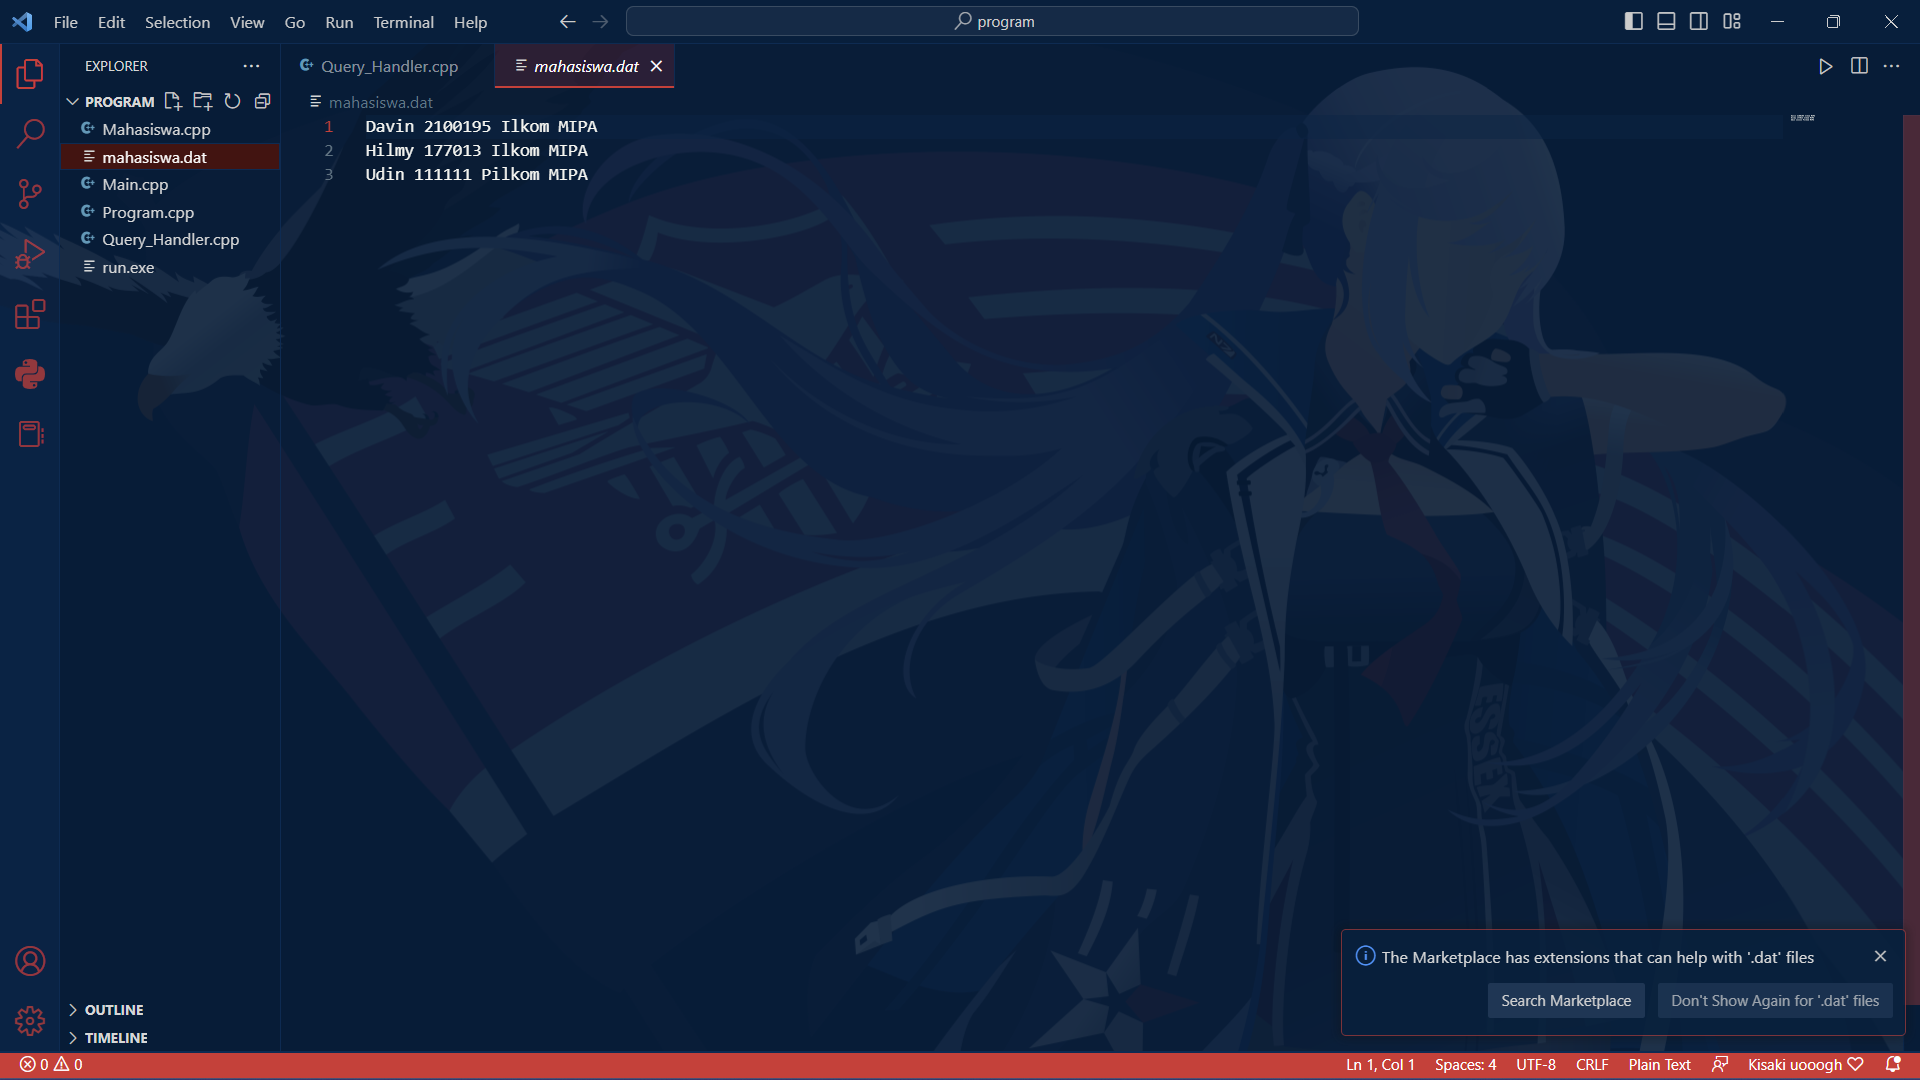 File Edit Selection View Go Run Terminal Help
program
EXPLORER
Query_Handler.cpp
mahasiswa.dat
PROGRAM
mahasiswa.dat
Mahasiswa.cpp
mahasiswa.dat
Main.cpp
Program.cpp
Query_Handler.cpp
run.exe
1 Davin 2100195 Ilkom MIPA
2 Hilmy 177013 Ilkom MIPA
3 Udin 111111 Pilkom MIPA
ESSEX
The Marketplace has extensions that can help with '.dat' files
Search Marketplace
Don't Show Again for '.dat' files
OUTLINE
TIMELINE
0 0
Ln 1, Col 1 Spaces: 4 UTF-8 CRLF Plain Text Kisaki uooogh